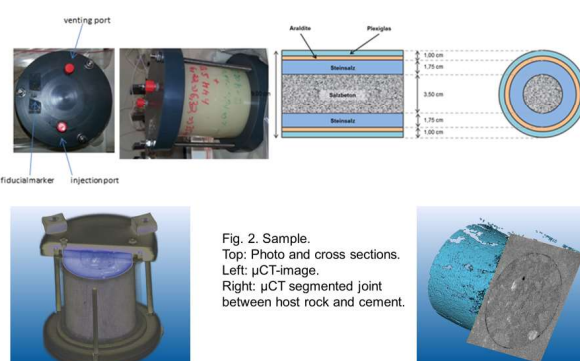 venting port
fiducial marker
injection port
Araldite
Plexiglas
Steinsalz
Salzbeton
Steinsalz
1,00 cm
1,75 cm
3,50 cm
1,75 cm
1,00 cm
Fig. 2. Sample.
Top: Photo and cross sections.
Left: µCT-image.
Right: µCT segmented joint
between host rock and cement.